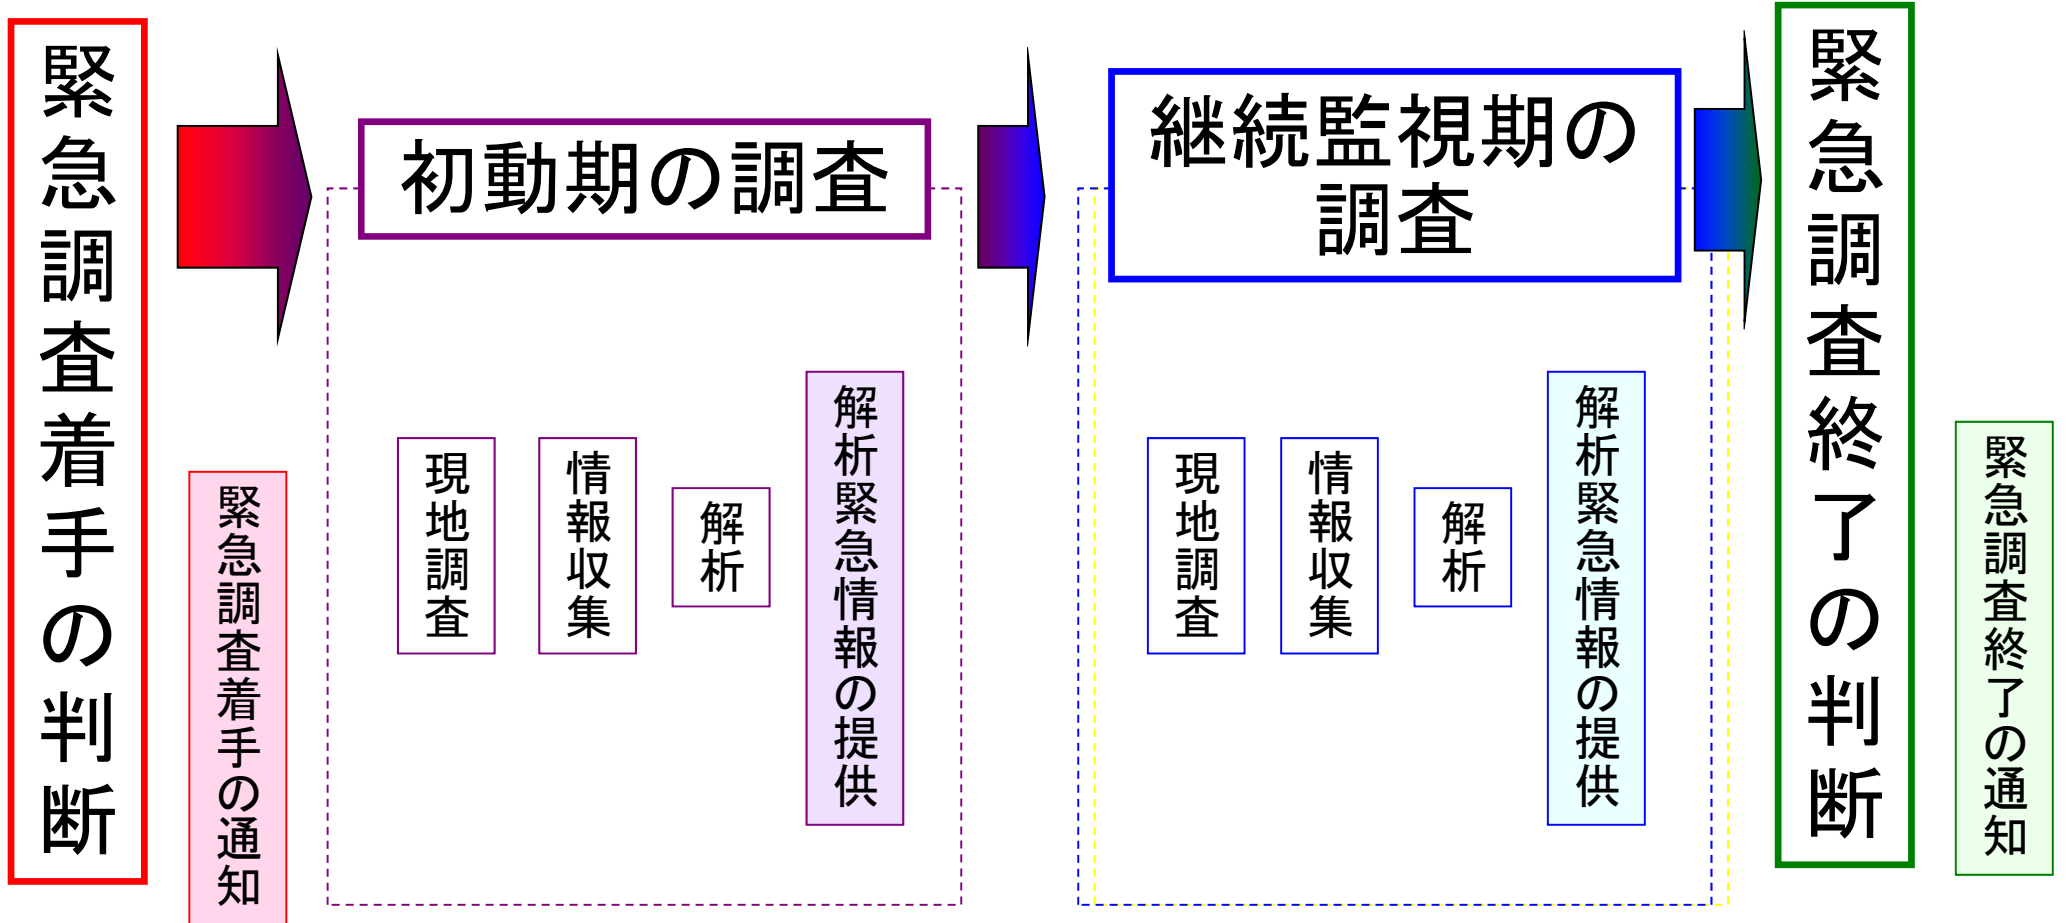 緊急調査着手の判断
緊急調査着手の通知
初動期の調査
現地調査
情報収集
解析
解析緊急情報の提供
継続監視期の
調査
現地調査
情報収集
解析
解析緊急情報の提供
緊急調査終了の判断
緊急調査終了の通知